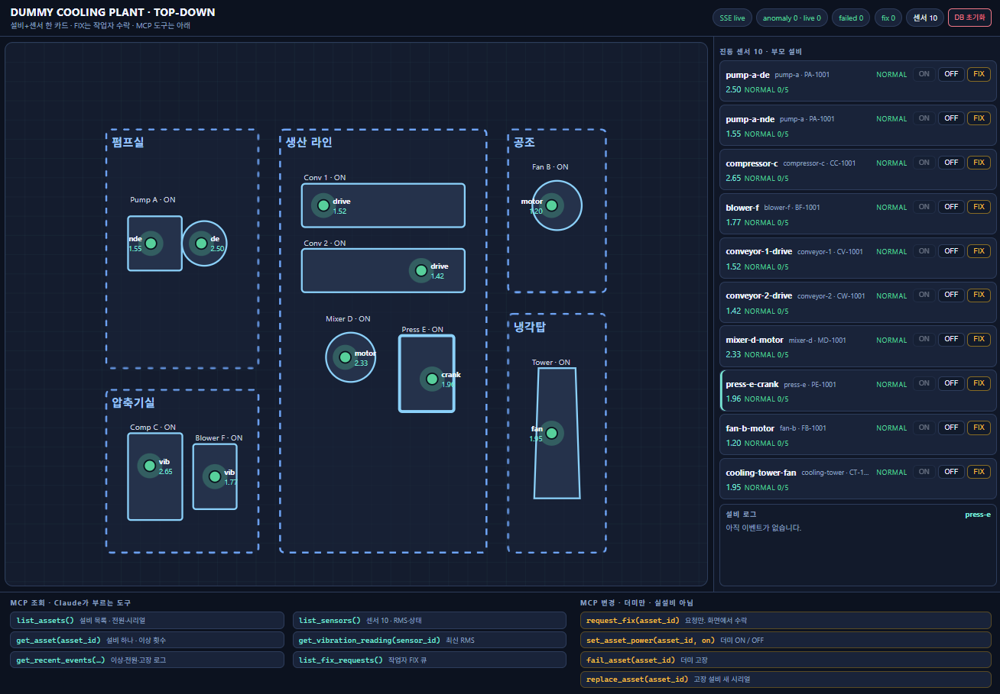 DUMMY COOLING PLANT · TOP-DOWN
설비+센서 한 카드 · FIX는 작업자 수락 · MCP 도구는 아래
SSE live
anomaly 0 · live 0
failed 0
fix 0
센서 10
DB 초기화
펌프실
Pump A · ON
nde
1.55
de
2.50
압축기실
Comp C · ON
vib
2.65
Blower F · ON
vib
1.77
생산 라인
Conv 1 · ON
drive
1.52
Conv 2 · ON
drive
1.42
Mixer D · ON
motor
2.33
Press E · ON
crank
1.96
공조
Fan B · ON
motor
1.20
냉각탑
Tower · ON
fan
1.95
진동 센서 10 · 부모 설비
pump-a-de pump-a · PA-1001 NORMAL ON OFF FIX
2.50 NORMAL 0/5
pump-a-nde pump-a · PA-1001 NORMAL ON OFF FIX
1.55 NORMAL 0/5
compressor-c compressor-c · CC-1001 NORMAL ON OFF FIX
2.65 NORMAL 0/5
blower-f blower-f · BF-1001 NORMAL ON OFF FIX
1.77 NORMAL 0/5
conveyor-1-drive conveyor-1 · CV-1001 NORMAL ON OFF FIX
1.52 NORMAL 0/5
conveyor-2-drive conveyor-2 · CW-1001 NORMAL ON OFF FIX
1.42 NORMAL 0/5
mixer-d-motor mixer-d · MD-1001 NORMAL ON OFF FIX
2.33 NORMAL 0/5
press-e-crank press-e · PE-1001 NORMAL ON OFF FIX
1.96 NORMAL 0/5
fan-b-motor fan-b · FB-1001 NORMAL ON OFF FIX
1.20 NORMAL 0/5
cooling-tower-fan cooling-tower · CT-1... NORMAL ON OFF FIX
1.95 NORMAL 0/5
설비 로그 press-e
아직 이벤트가 없습니다.
MCP 조회 · Claude가 부르는 도구
list_assets() 설비 목록 · 전원·시리얼
list_sensors() 센서 10 · RMS·상태
get_asset(asset_id) 설비 하나 · 이상 횟수
get_vibration_reading(sensor_id) 최신 RMS
get_recent_events(…) 이상·전원·고장 로그
list_fix_requests() 작업자 FIX 큐
MCP 변경 · 더미만 · 실설비 아님
request_fix(asset_id) 요청만. 화면에서 수락
set_asset_power(asset_id, on) 더미 ON / OFF
fail_asset(asset_id) 더미 고장
replace_asset(asset_id) 고장 설비 새 시리얼